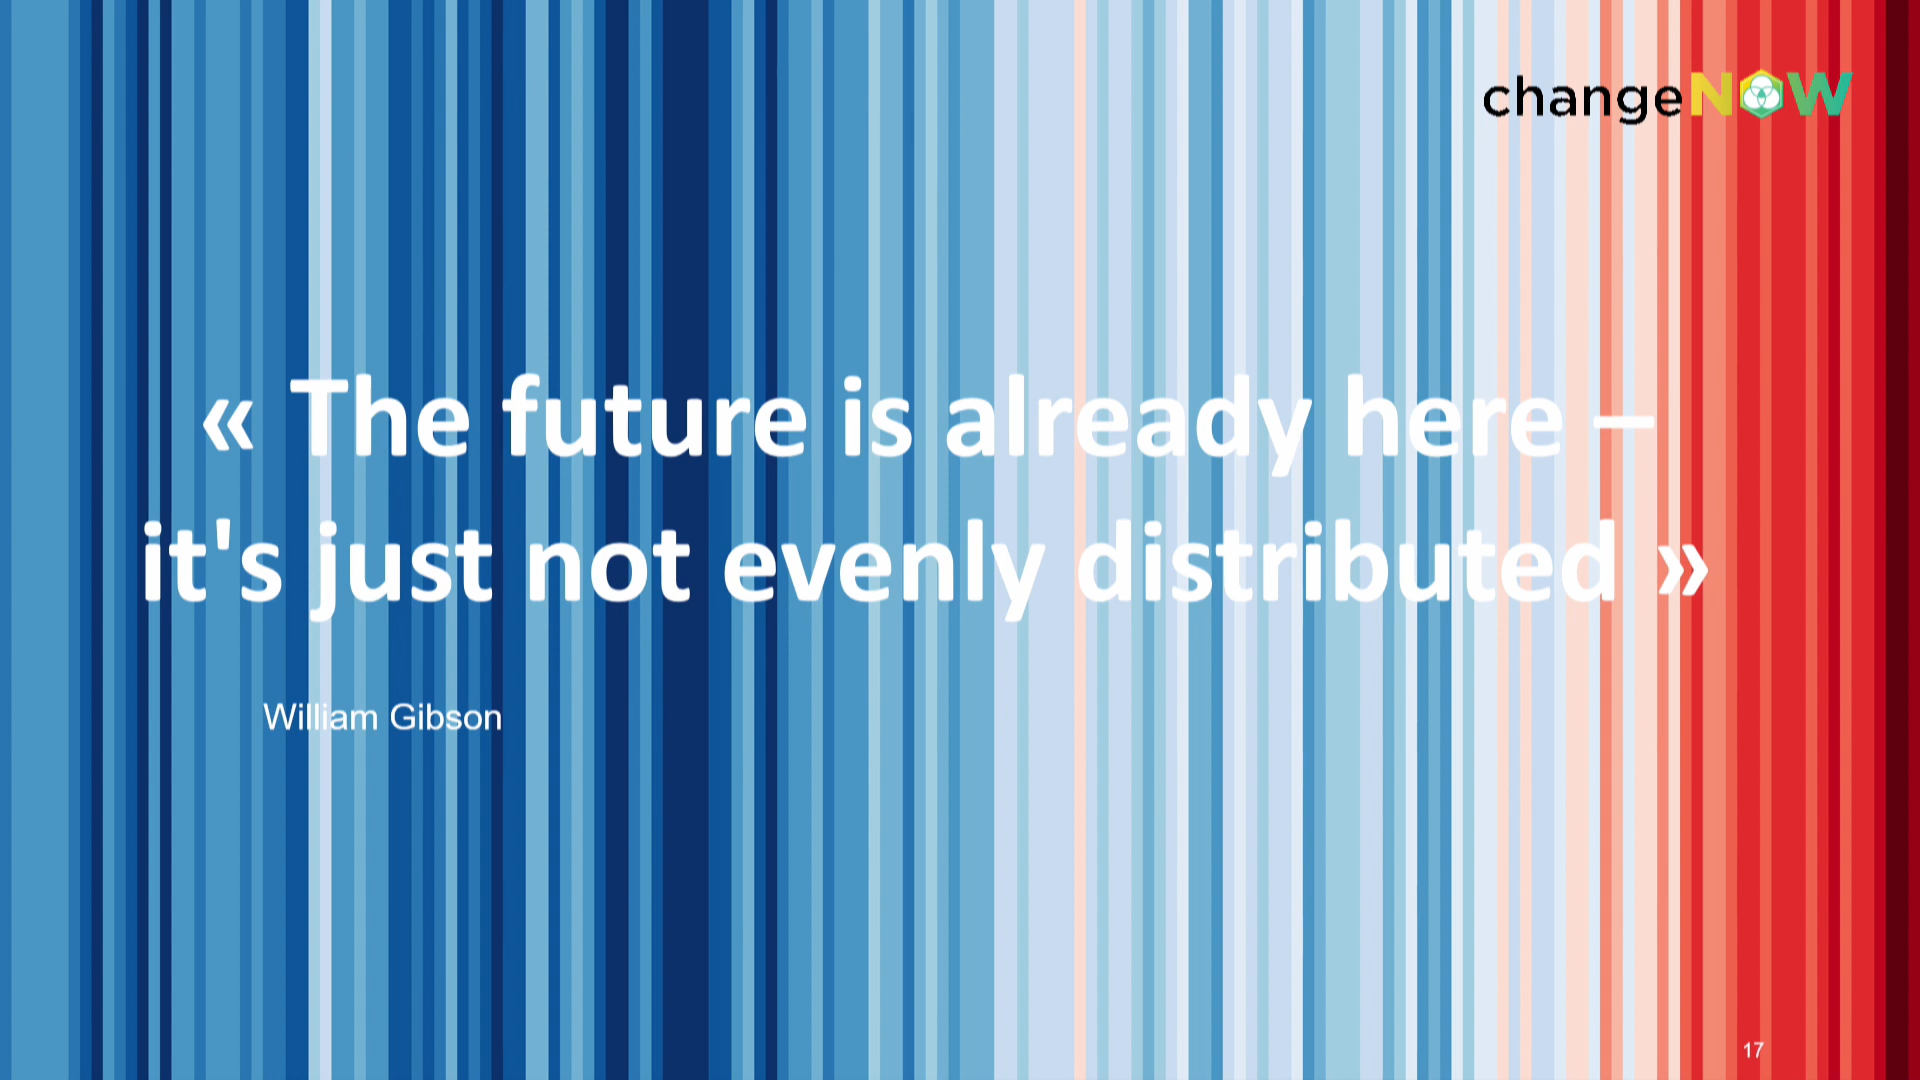 changeNOW
« The future is already here –
it's just not evenly distributed »
William Gibson
17